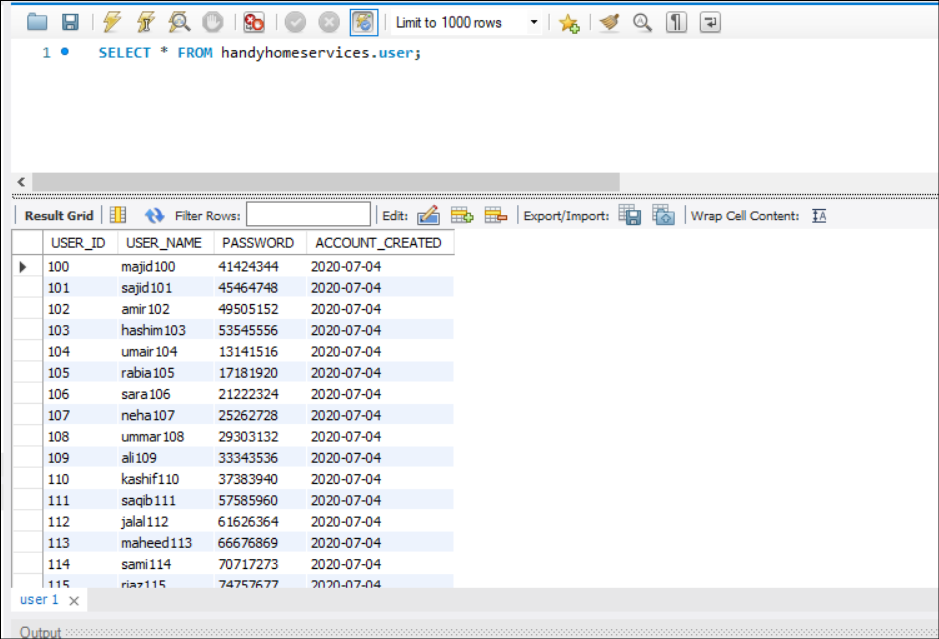 Limit to 1000 rows
1 SELECT * FROM handyhomeservices.user;
Result Grid Filter Rows: Edit: Export/Import: Wrap Cell Content:
USER_ID USER_NAME PASSWORD ACCOUNT_CREATED
100 majid100 41424344 2020-07-04
101 sajid101 45464748 2020-07-04
102 amir102 49505152 2020-07-04
103 hashim103 53545556 2020-07-04
104 umair104 13141516 2020-07-04
105 rabia105 17181920 2020-07-04
106 sara106 21222324 2020-07-04
107 neha107 25262728 2020-07-04
108 ummar108 29303132 2020-07-04
109 ali109 33343536 2020-07-04
110 kashif110 37383940 2020-07-04
111 saqib111 57585960 2020-07-04
112 jalal112 61626364 2020-07-04
113 maheed113 66676869 2020-07-04
114 sami114 70717273 2020-07-04
115 riaz115 74757677 2020-07-04
user 1
Output